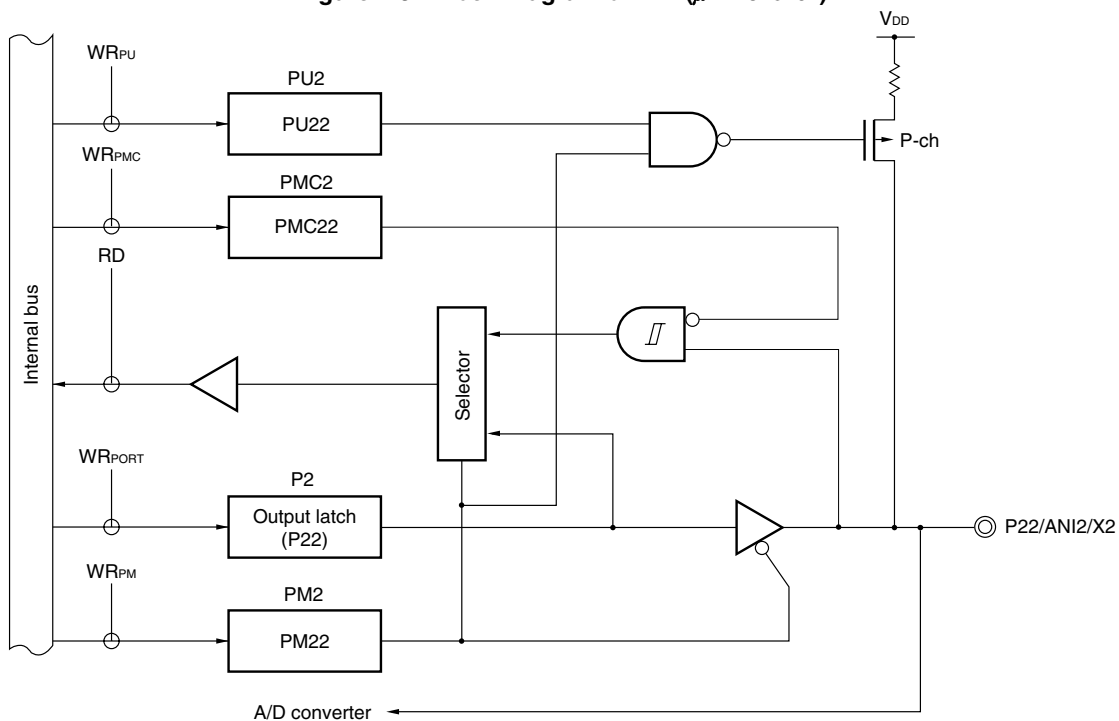 VDD
WRPU
PU2
PU22
P-ch
WRPMC
PMC2
PMC22
RD
Internal bus
Selector
WRPORT
P2
Output latch
(P22)
P22/ANI2/X2
WRPM
PM2
PM22
A/D converter